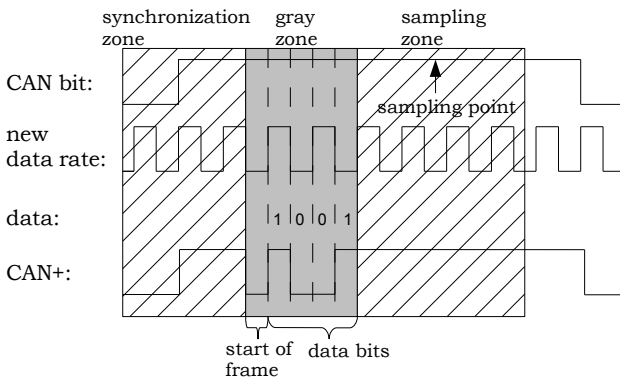 synchronization zone
gray zone
sampling zone
CAN bit:
sampling point
new data rate:
data:
1 0 0 1
CAN+:
start of frame
data bits